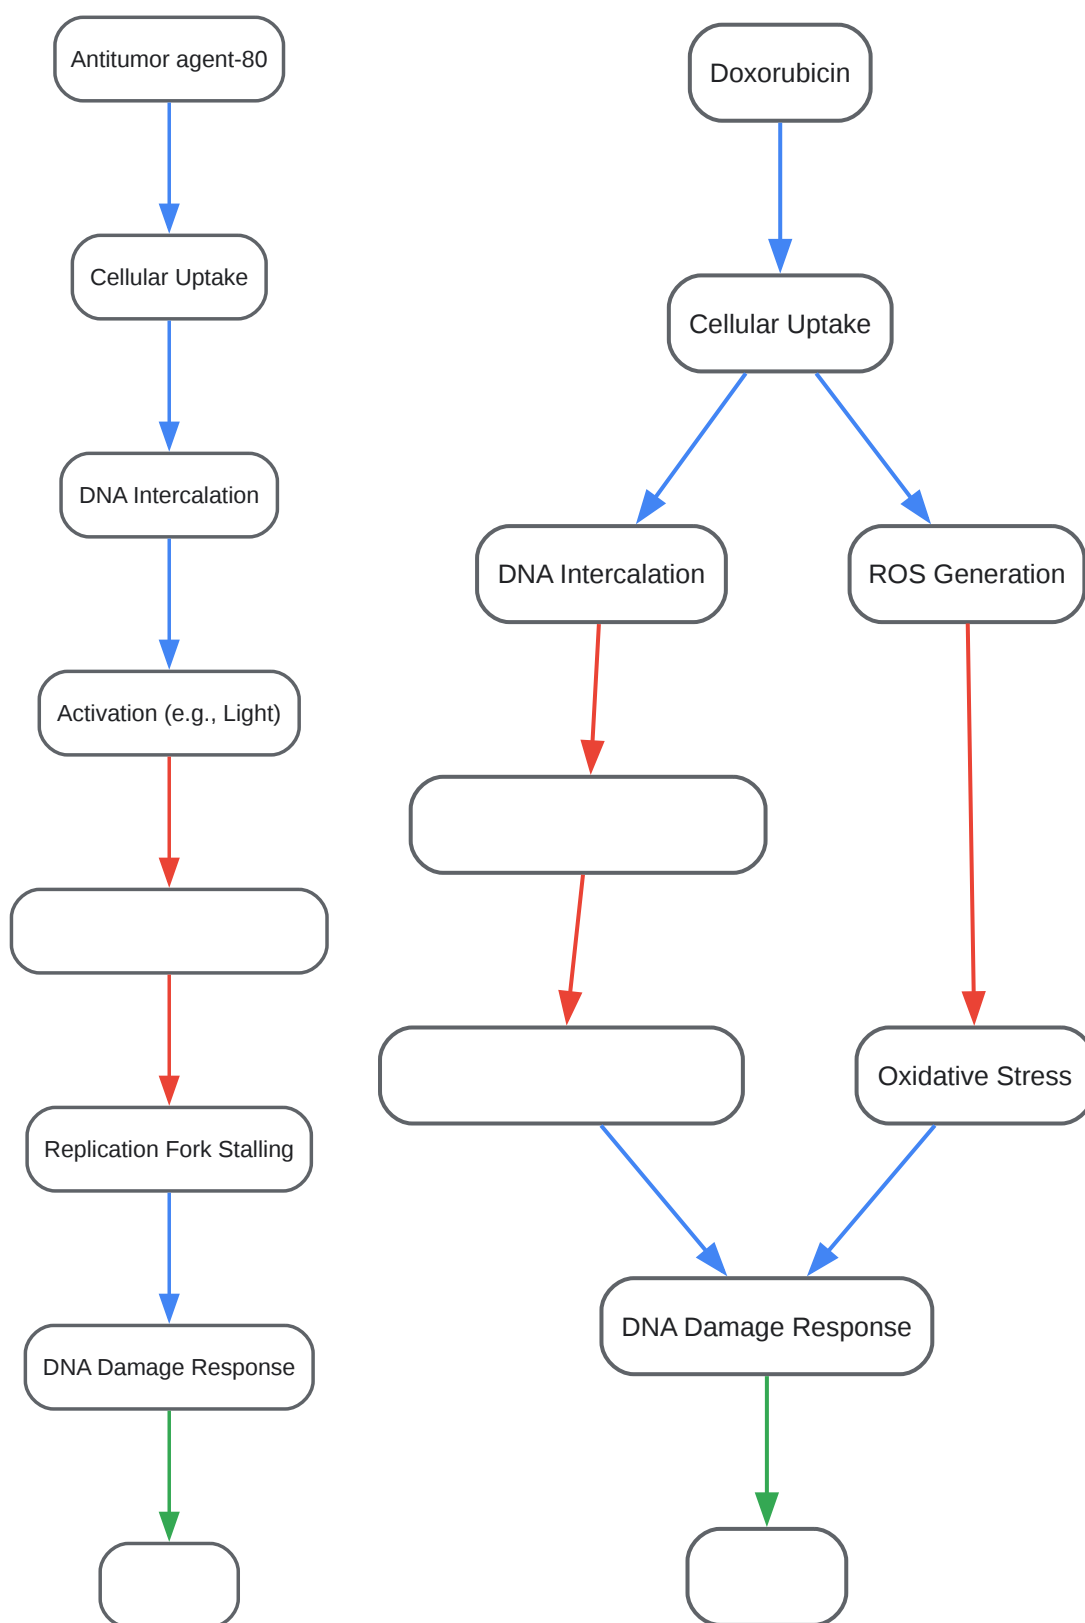 Antitumor agent-80
Cellular Uptake
DNA Intercalation
Activation (e.g., Light)
Replication Fork Stalling
DNA Damage Response
Doxorubicin
Cellular Uptake
DNA Intercalation
ROS Generation
Oxidative Stress
DNA Damage Response